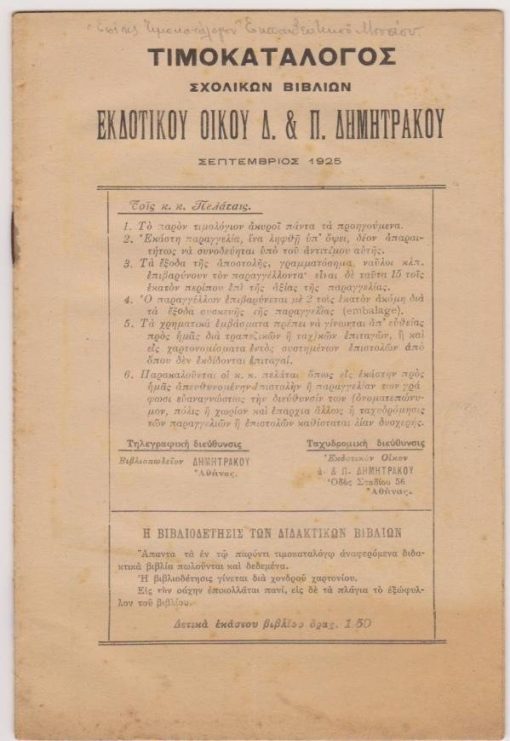 Ἐπίσης Τιμοκατάλογον Ἐκπαιδευτικοῦ Μουσείου.
ΤΙΜΟΚΑΤΑΛΟΓΟΣ
ΣΧΟΛΙΚΩΝ ΒΙΒΛΙΩΝ
ΕΚΔΟΤΙΚΟΥ ΟΙΚΟΥ Δ. & Π. ΔΗΜΗΤΡΑΚΟΥ
ΣΕΠΤΕΜΒΡΙΟΣ 1925
Τοῖς κ. κ. Πελάταις.
1. Τὸ παρὸν τιμολόγιον ἀκυροῖ πάντα τὰ προηγούμενα.
2. Ἑκάστη παραγγελία, ἵνα ληφθῇ ὑπ' ὄψει, δέον ἀπαραι-
τήτως νὰ συνοδεύηται ὑπὸ τοῦ ἀντιτίμου αὐτῆς.
3. Τὰ ἔξοδα τῆς ἀποστολῆς, γραμματόσημα, ναῦλοι κλπ.
ἐπιβαρύνουν τὸν παραγγέλλοντα· εἶναι δὲ ταῦτα 15 τοῖς
ἑκατὸν περίπου ἐπὶ τῆς ἀξίας τῆς παραγγελίας.
4. Ὁ παραγγέλλων ἐπιβαρύνεται μὲ 2 τοῖς ἑκατὸν ἀκόμη διὰ
τὰ ἔξοδα συσκευῆς τῆς παραγγελίας (embalage).
5. Τὰ χρηματικὰ ἐμβάσματα πρέπει νὰ γίνωνται ἀπ' εὐθείας
πρὸς ἡμᾶς διὰ τραπεζικῶν ἢ ταχ)κῶν ἐπιταγῶν, ἢ καὶ
εἰς χαρτονομίσματα ἐντὸς συστημένων ἐπιστολῶν ἀπὸ
ὅπου δὲν ἐκδίδονται ἐπιταγαί.
6. Παρακαλοῦνται οἱ κ. κ. πελάται ὅπως εἰς ἑκάστην πρὸς
ἡμᾶς ἀπευθυνομένην ἐπιστολὴν ἢ παραγγελίαν των γρά-
φωσι εὐαναγνώστως τὴν διεύθυνσίν των (ὀνοματεπώνυ-
μον, πόλις ἢ χωρίον καὶ ἐπαρχία) ἄλλως ἡ ταχυδρόμησις
τῶν παραγγελιῶν ἢ ἐπιστολῶν καθίσταται λίαν δυσχερής.
Τηλεγραφικὴ διεύθυνσις
Βιβλιοπωλεῖον ΔΗΜΗΤΡΑΚΟΥ
Ἀθήνας.
Ταχυδρομικὴ διεύθυνσις
Ἐκδοτικὸν Οἶκον
Δ. & Π. ΔΗΜΗΤΡΑΚΟΥ
Ὁδὸς Σταδίου 56
Ἀθήνας.
Η ΒΙΒΛΙΟΔΕΤΗΣΙΣ ΤΩΝ ΔΙΔΑΚΤΙΚΩΝ ΒΙΒΛΙΩΝ
Ἅπαντα τὰ ἐν τῷ παρόντι τιμοκαταλόγῳ ἀναφερόμενα διδα-
κτικὰ βιβλία πωλοῦνται καὶ δεδεμένα.
Ἡ βιβλιοδέτησις γίνεται διὰ χονδροῦ χαρτονίου.
Εἰς τὴν ράχην ἐπικολλᾶται πανί, εἰς δὲ τὰ πλάγια τὸ ἐξώφυλ-
λον τοῦ βιβλίου.
Δετικὰ ἑκάστου βιβλίου δραχ. 1.50